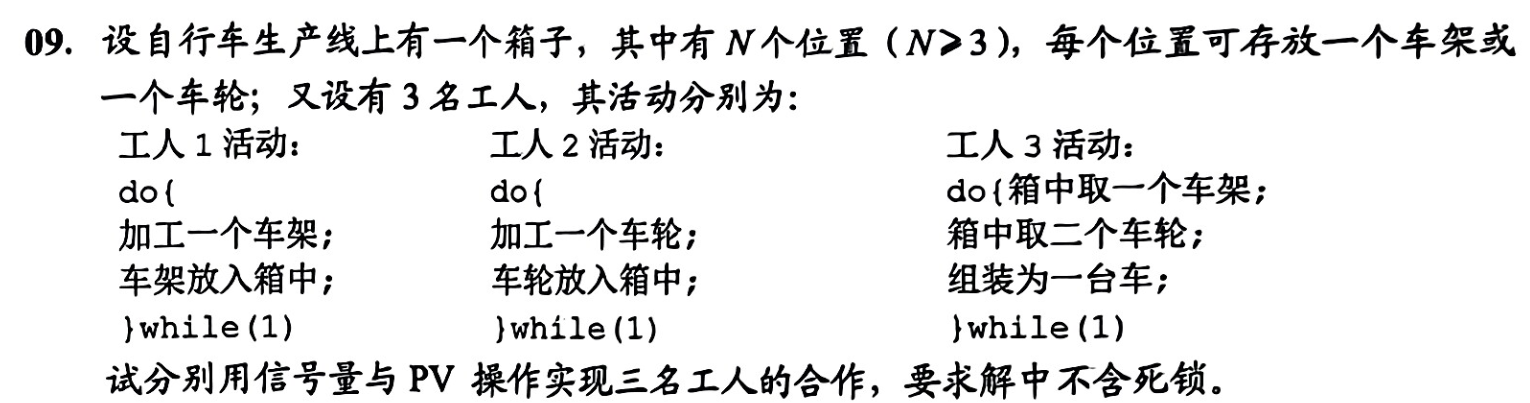 09. 设自行车生产线上有一个箱子，其中有 N 个位置（N≥3），每个位置可存放一个车架或
一个车轮；又设有 3 名工人，其活动分别为：
工人 1 活动： 工人 2 活动： 工人 3 活动：
do{ do{ do{箱中取一个车架；
加工一个车架； 加工一个车轮； 箱中取二个车轮；
车架放入箱中； 车轮放入箱中； 组装为一台车；
}while(1) }while(1) }while(1)
试分别用信号量与 PV 操作实现三名工人的合作，要求解中不含死锁。